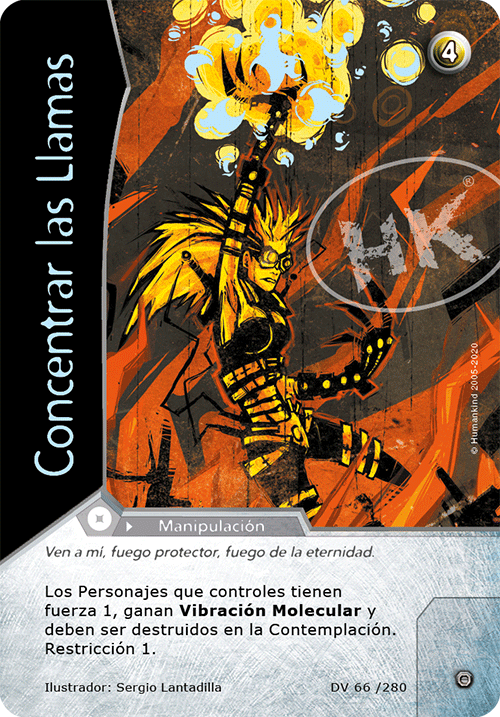 4
Concentrar las Llamas
HK®
© Humankind 2005-2020
Manipulación
Ven a mí, fuego protector, fuego de la eternidad.
Los Personajes que controles tienen
fuerza 1, ganan Vibración Molecular y
deben ser destruidos en la Contemplación.
Restricción 1.
Ilustrador: Sergio Lantadilla
DV 66 /280